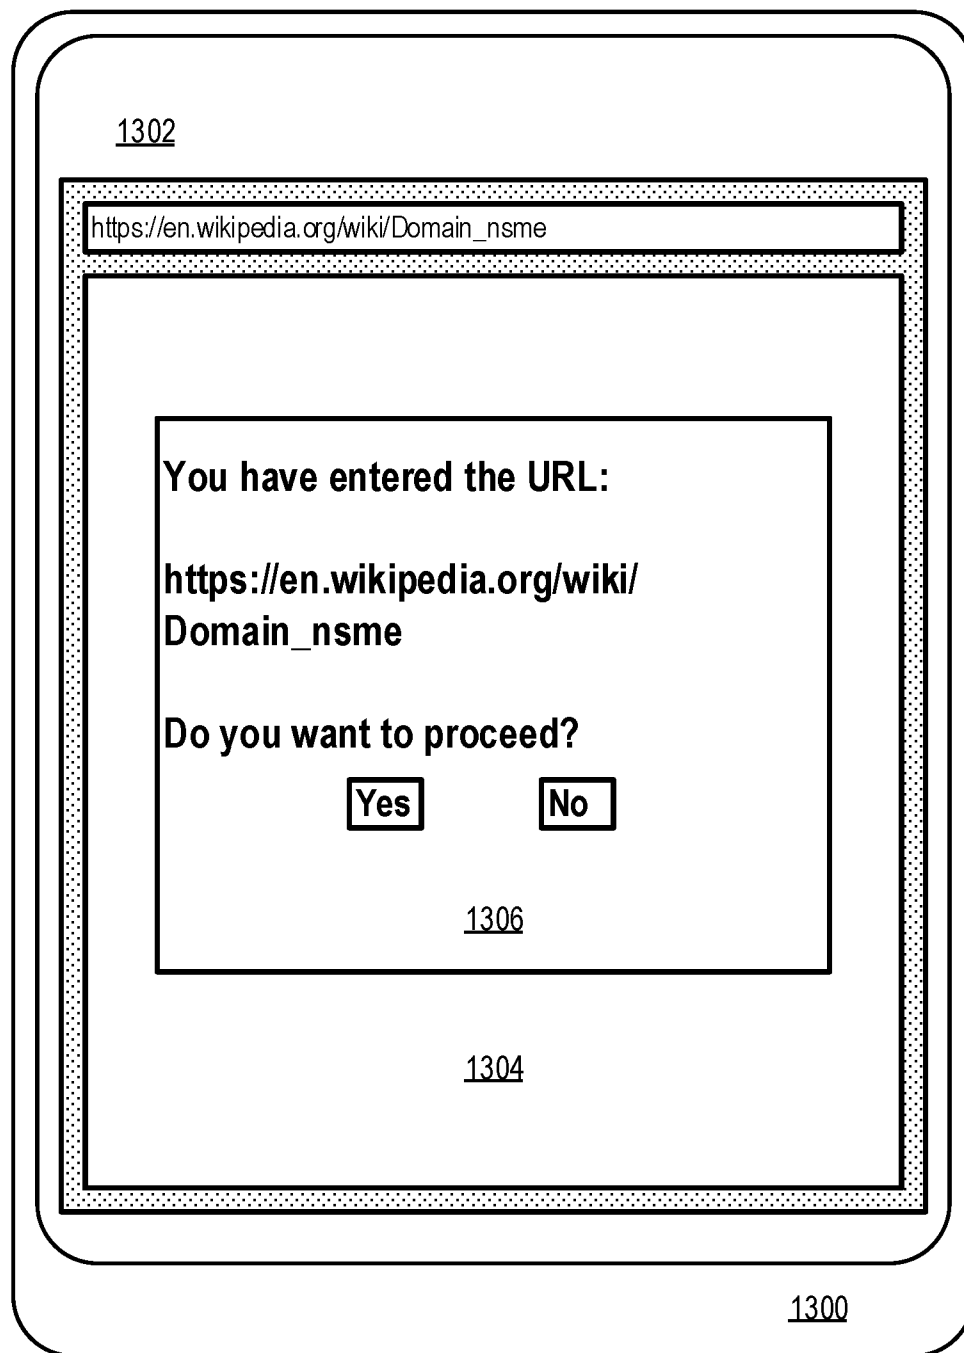 1302
https://en.wikipedia.org/wiki/Domain_nsme
You have entered the URL:
https://en.wikipedia.org/wiki/
Domain_nsme
Do you want to proceed?
Yes No
1306
1304
1300